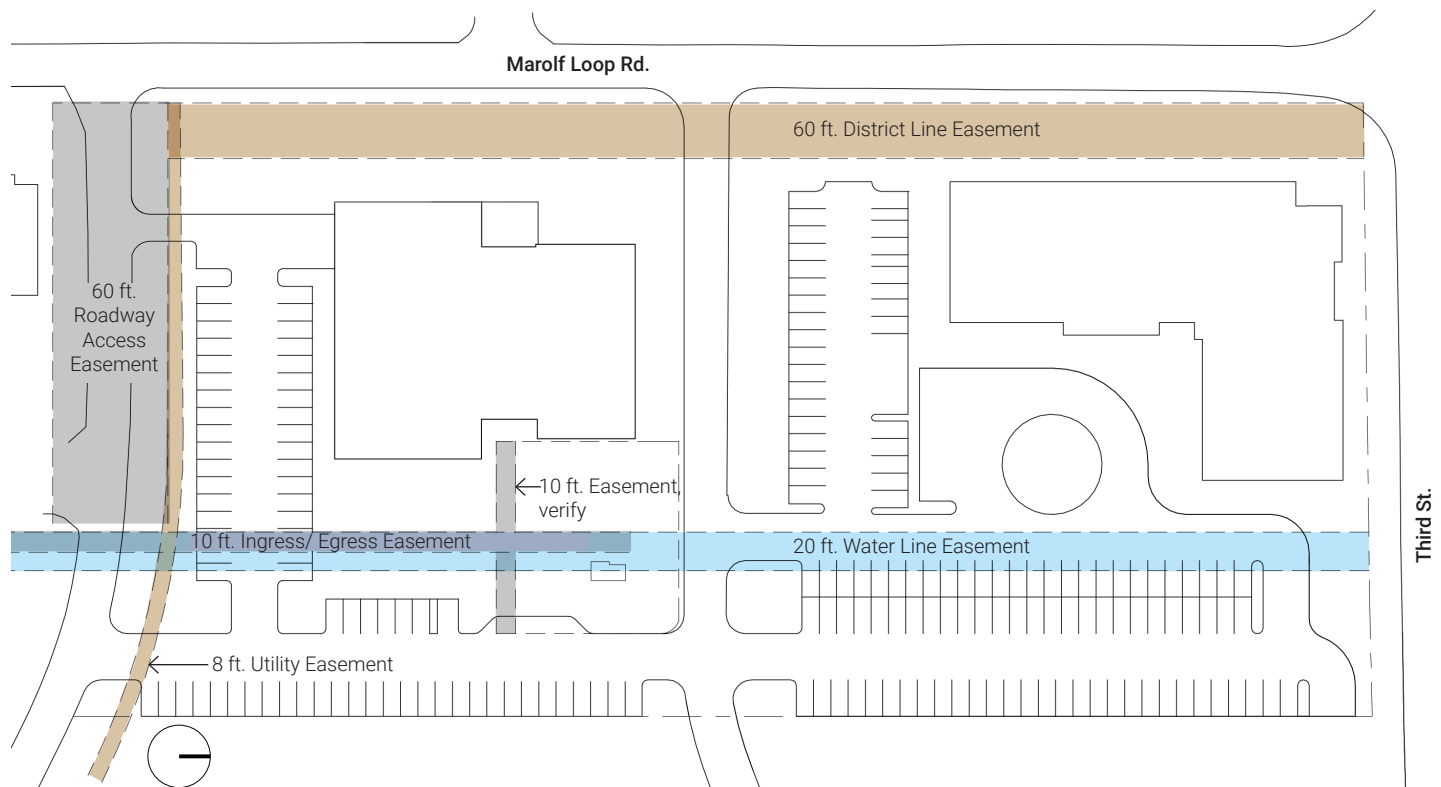 Marolf Loop Rd.
60 ft. District Line Easement
60 ft.
Roadway
Access
Easement
10 ft. Easement,
verify
10 ft. Ingress/ Egress Easement
20 ft. Water Line Easement
Third St.
8 ft. Utility Easement